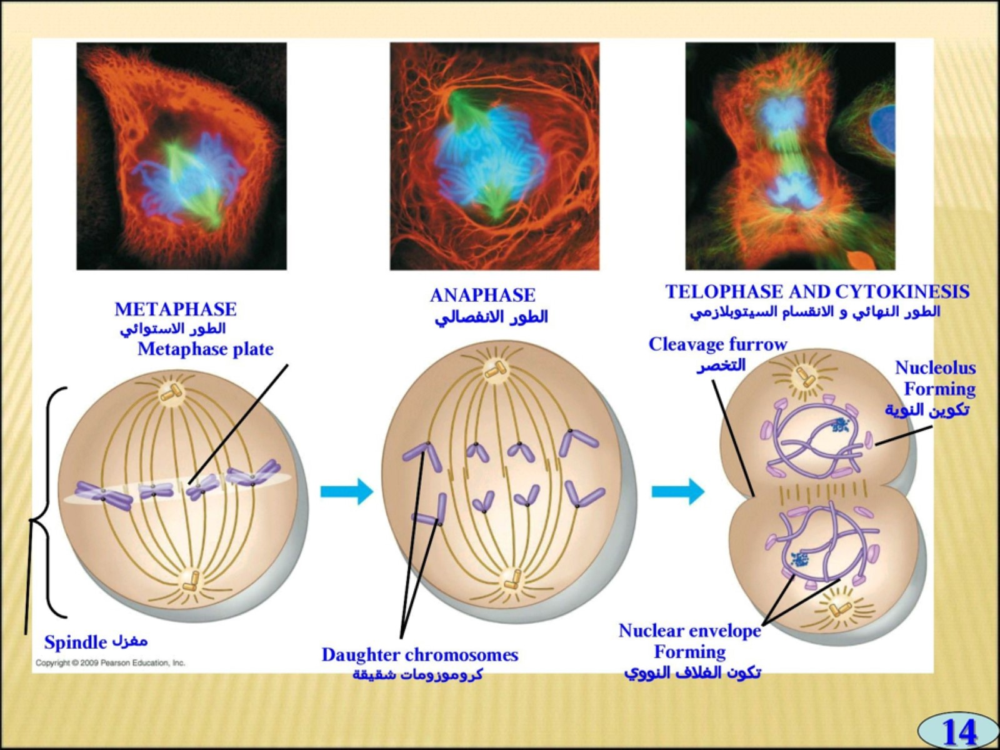 METAPHASE
الطور الاستوائي
Metaphase plate
ANAPHASE
الطور الانفصالي
TELOPHASE AND CYTOKINESIS
الطور النهائي و الانقسام السيتوبلازمي
Cleavage furrow
التخصر
Nucleolus
Forming
تكوين النوية
Spindle مغزل
Daughter chromosomes
كروموزومات شقيقة
Nuclear envelope
Forming
تكون الغلاف النووي
Copyright © 2009 Pearson Education, Inc.
14